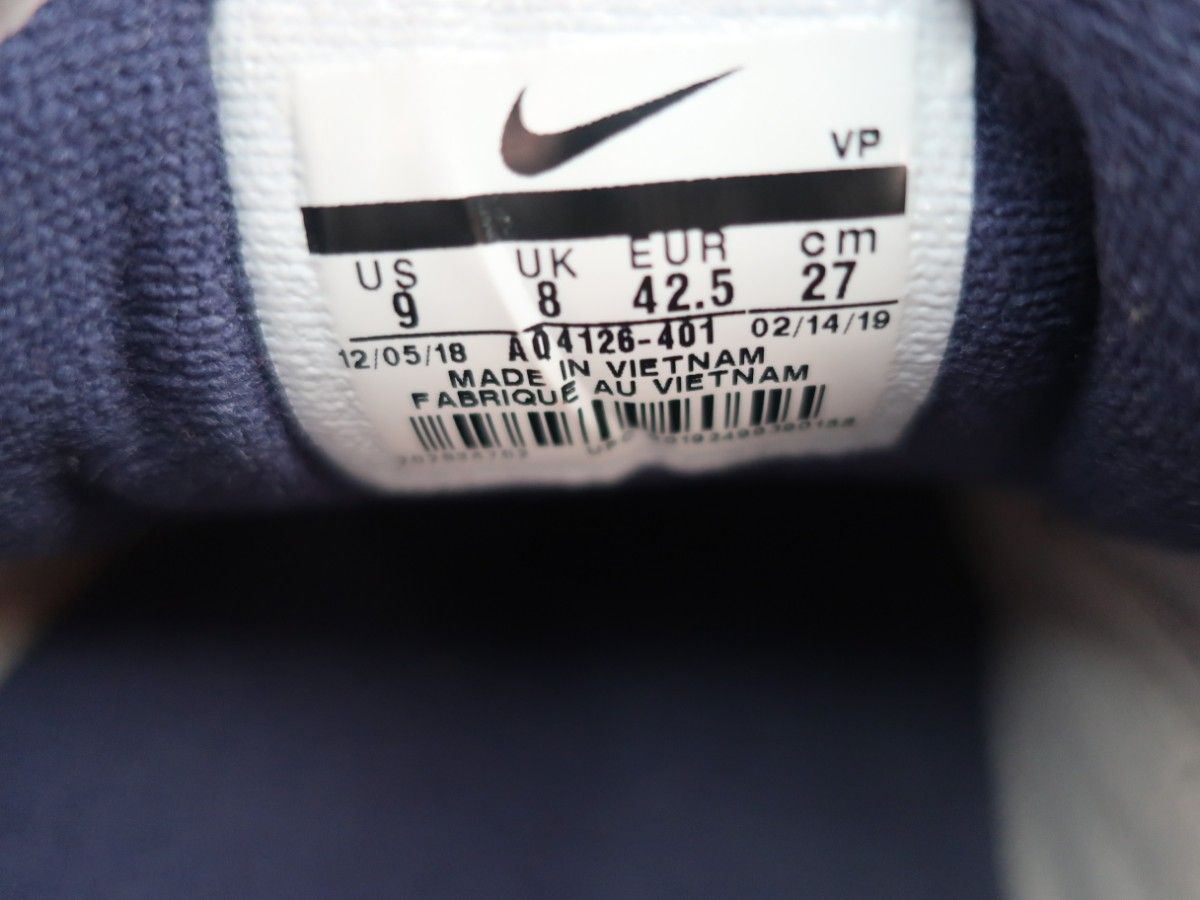 VP
US UK EUR cm
9 8 42.5 27
12/05/18 AQ4126-401 02/14/19
MADE IN VIETNAM
FABRIQUE AU VIETNAM